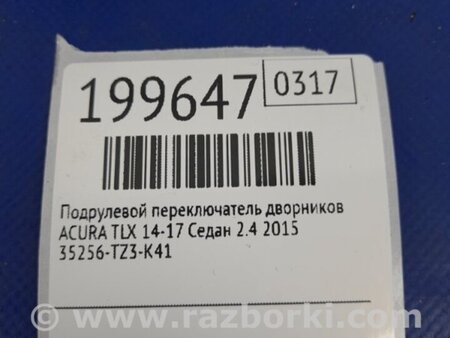 199647
0317
Подрулевой переключатель дворников
ACURA TLX 14-17 Седан 2.4 2015
35256-TZ3-K41
www.razborki.com